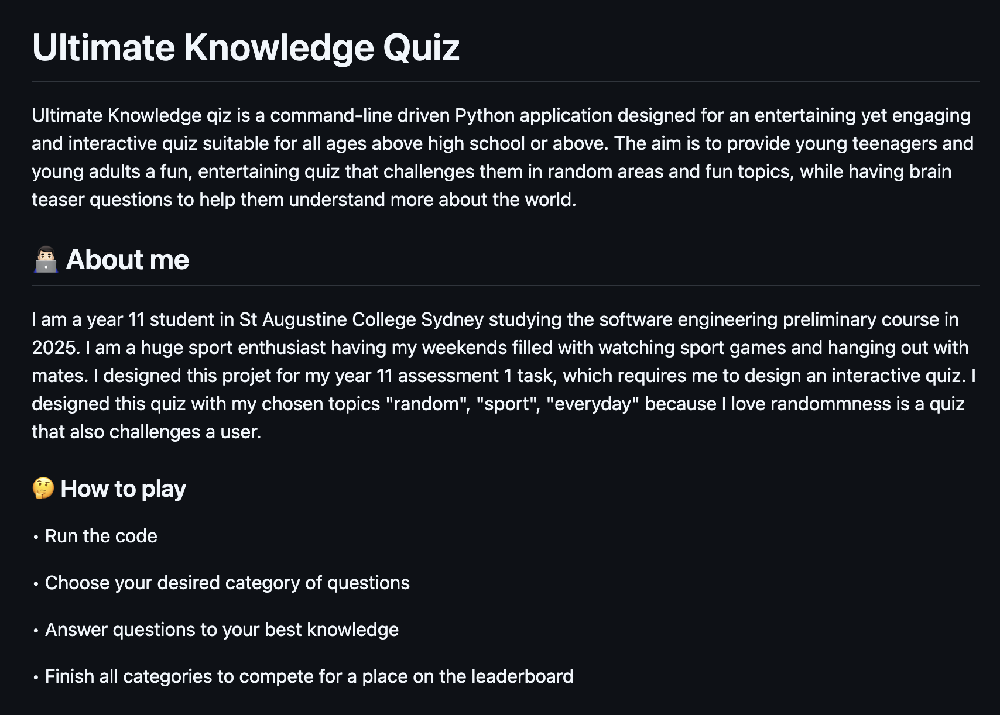 Ultimate Knowledge Quiz
Ultimate Knowledge qiz is a command-line driven Python application designed for an entertaining yet engaging
and interactive quiz suitable for all ages above high school or above. The aim is to provide young teenagers and
young adults a fun, entertaining quiz that challenges them in random areas and fun topics, while having brain
teaser questions to help them understand more about the world.
👨🏻‍💻 About me
I am a year 11 student in St Augustine College Sydney studying the software engineering preliminary course in
2025. I am a huge sport enthusiast having my weekends filled with watching sport games and hanging out with
mates. I designed this projet for my year 11 assessment 1 task, which requires me to design an interactive quiz. I
designed this quiz with my chosen topics "random", "sport", "everyday" because I love randommness is a quiz
that also challenges a user.
🤔 How to play
• Run the code
• Choose your desired category of questions
• Answer questions to your best knowledge
• Finish all categories to compete for a place on the leaderboard